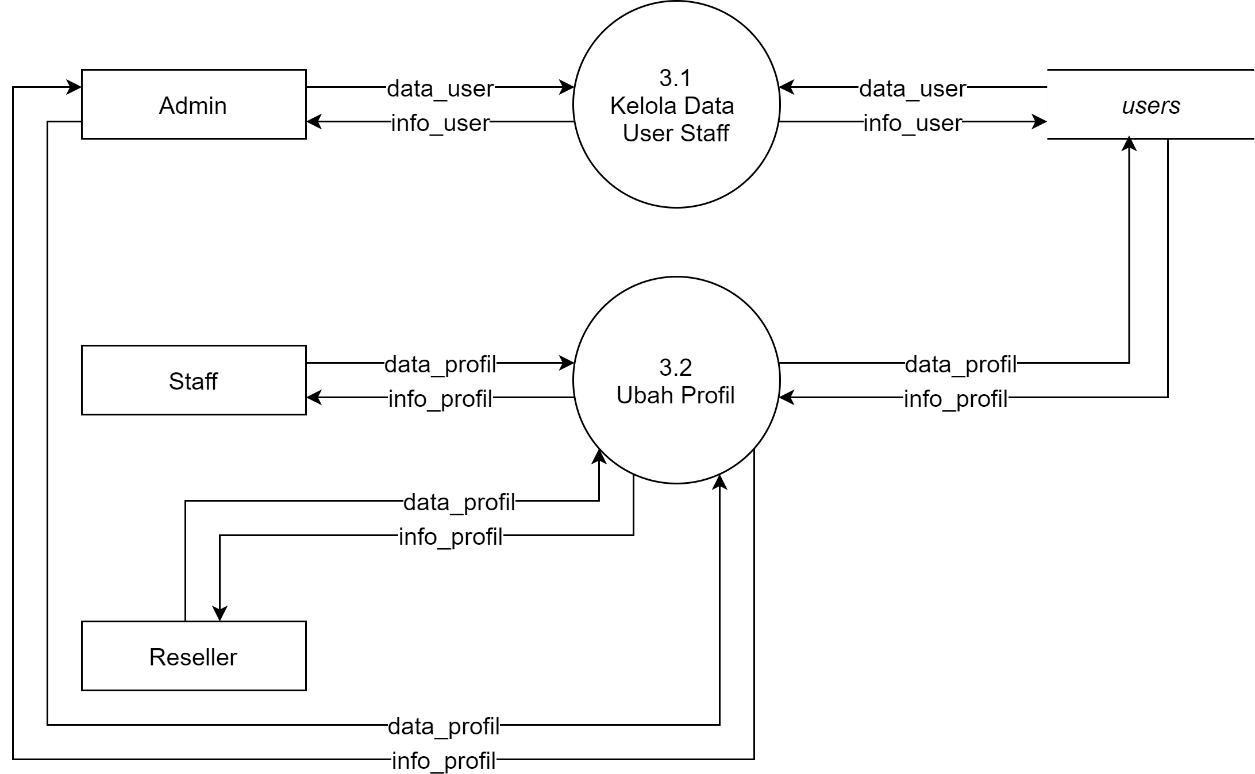 3.1
Admin
data_user
Kelola Data
data_user
users
info_user
User Staff
info_user
3.2
Staff
data_profil
Ubah Profil
data_profil
info_profil
info_profil
data_profil
info_profil
Reseller
data_profil
info_profil